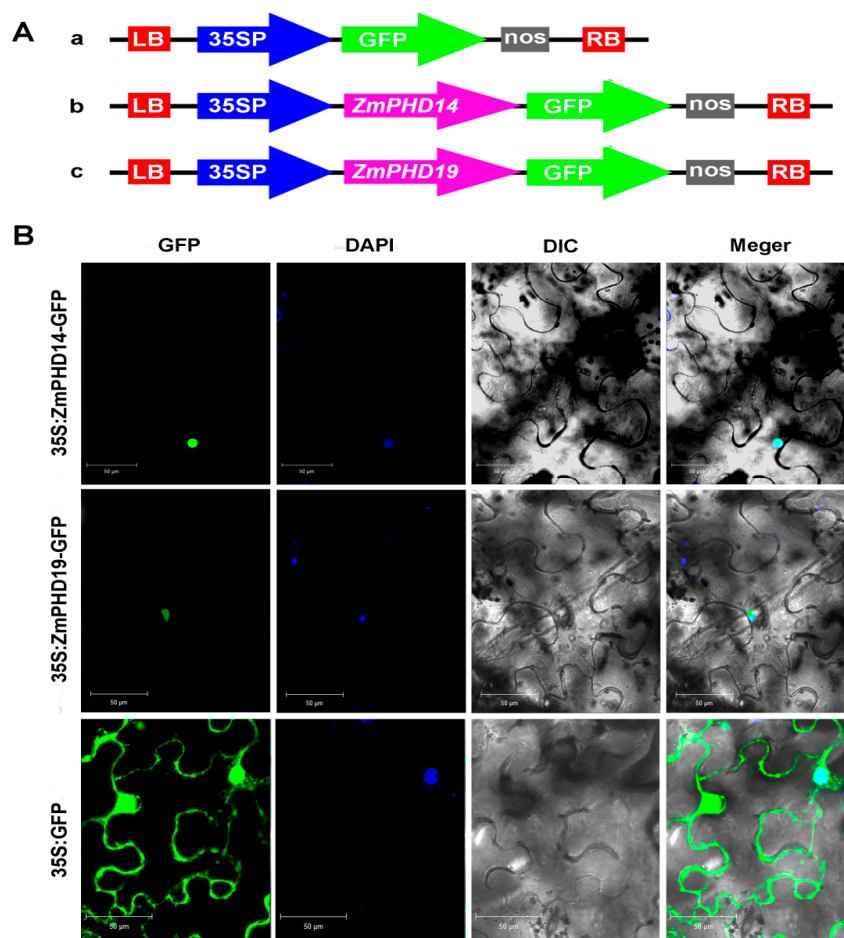 A
a LB 35SP GFP nos RB
b LB 35SP ZmPHD14 GFP nos RB
c LB 35SP ZmPHD19 GFP nos RB
B
GFP DAPI DIC Meger
35S:ZmPHD14-GFP
50 µm 50 µm 50 µm 50 µm
35S:ZmPHD19-GFP
50 µm 50 µm 50 µm 50 µm
35S:GFP
50 µm 50 µm 50 µm 50 µm